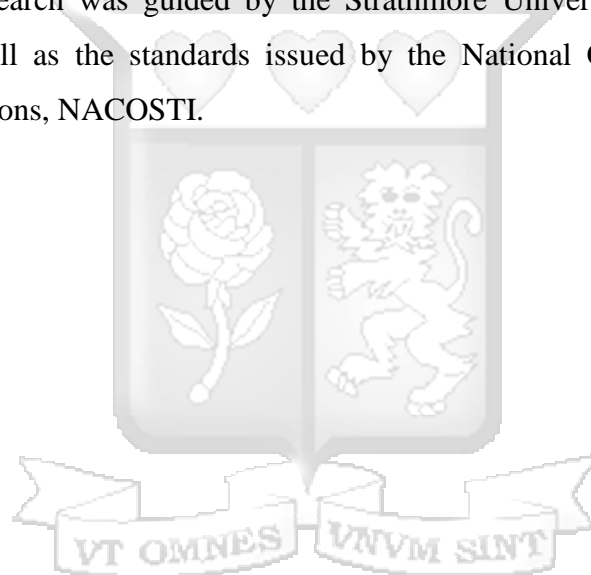 search was guided by the Strathmore Univer
ll as the standards issued by the National
ons, NACOSTI.
VT OMNES VNVM SINT